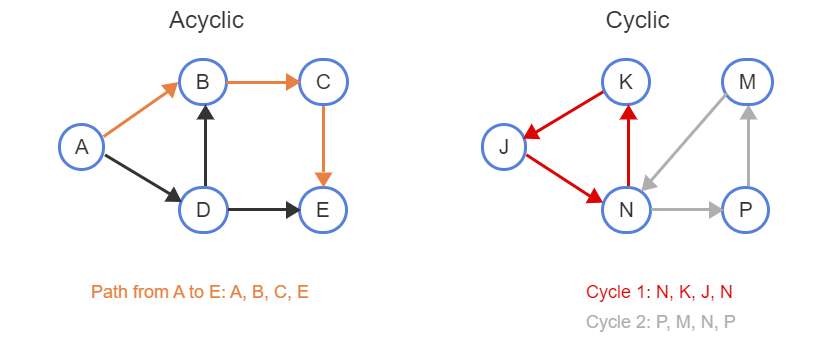 Acyclic
Cyclic
B
C
K
M
A
J
D
E
N
P
Path from A to E: A, B, C, E
Cycle 1: N, K, J, N
Cycle 2: P, M, N, P